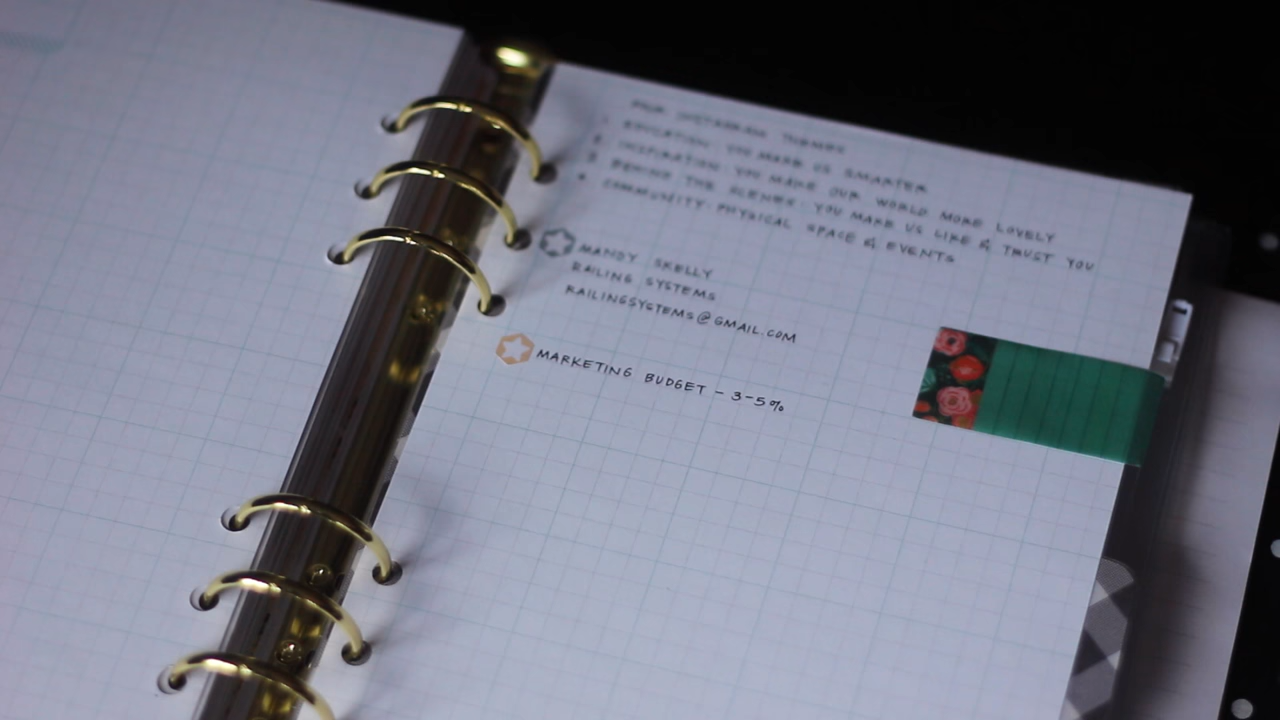 FOUR INSTAGRAM THEMES
1. EDUCATION: YOU MAKE US SMARTER
2. INSPIRATION: YOU MAKE OUR WORLD MORE LOVELY
3. BEHIND THE SCENES: YOU MAKE US LIKE & TRUST YOU
4. COMMUNITY: PHYSICAL SPACE & EVENTS
MANDY SKELLY
RAILING SYSTEMS
RAILINGSYSTEMS@GMAIL.COM
MARKETING BUDGET - 3-5%